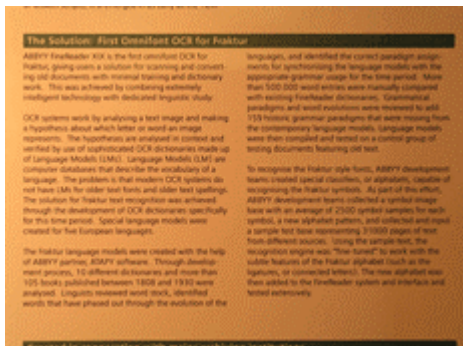 The Solution: First Omnifont OCR for Fraktur
ABBYY FineReader XIX is the first omnifont OCR for
Fraktur, giving users a solution for scanning and convert-
ing old documents with minimal training and dictionary
work. This was achieved by combining extremely
intelligent technology with dedicated linguistic study.
OCR systems work by analysing a text image and making
a hypothesis about which letter or word an image
represents. The hypothesis are analysed in context and
verified by use of sophisticated OCR dictionaries made up
of Language Models (LMs). Language Models (LM) are
computer databases that describe the vocabulary of a
language. The problem is that modern OCR systems do
not have LMs for older text fonts and older text spellings.
The solution for Fraktur text recognition was achieved
through the development of OCR dictionaries specifically
for this time period. Special language models were
created for five European languages.
The Fraktur language models were created with the help
of ABBYY partner, ATAPY software. Through develop-
ment process, 10 different dictionaries and more than
105 books published between 1808 and 1930 were
analysed. Linguists reviewed word stock, identified
words that have phased out through the evolution of the
languages, and identified the correct paradigm assign-
ments for synchronising the language models with the
appropriate grammar usage for the time period. More
than 500 000 word entries were manually compared
with existing FineReader dictionaries. Grammatical
paradigms and word evolutions were reviewed to add
159 historic grammar paradigms that were missing from
the contemporary language models. Language models
were then compiled and tested on a control group of
testing documents featuring old text.
To recognise the Fraktur style fonts, ABBYY development
teams created special classifiers, or alphabets, capable of
recognising the Fraktur symbols. As part of this effort,
ABBYY development teams collected a symbol image
base with an average of 2500 symbol samples for each
symbol, a new alphabet pattern, and collected and input
a sample test base representing 31000 pages of text
from different sources. Using the sample text, the
recognition engine was "fine-tuned" to work with the
subtle features of the Fraktur alphabet (such as the
ligatures, or connected letters). The new alphabet was
then added to the FineReader system and interface and
tested extensively.